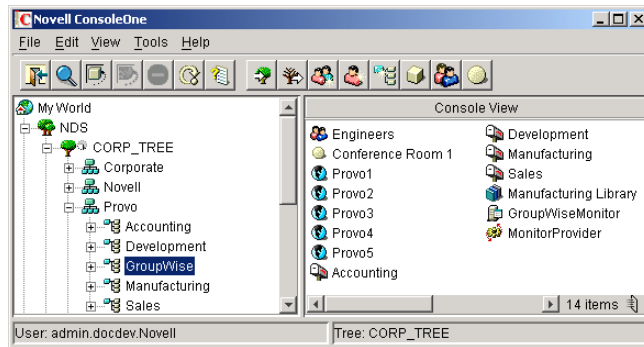 Novell ConsoleOne
File Edit View Tools Help
My World
NDS
CORP_TREE
Corporate
Novell
Provo
Accounting
Development
GroupWise
Manufacturing
Sales
Console View
Engineers
Conference Room 1
Provo1
Provo2
Provo3
Provo4
Provo5
Accounting
Development
Manufacturing
Sales
Manufacturing Library
GroupWiseMonitor
MonitorProvider
14 items
User: admin.docdev.Novell
Tree: CORP_TREE